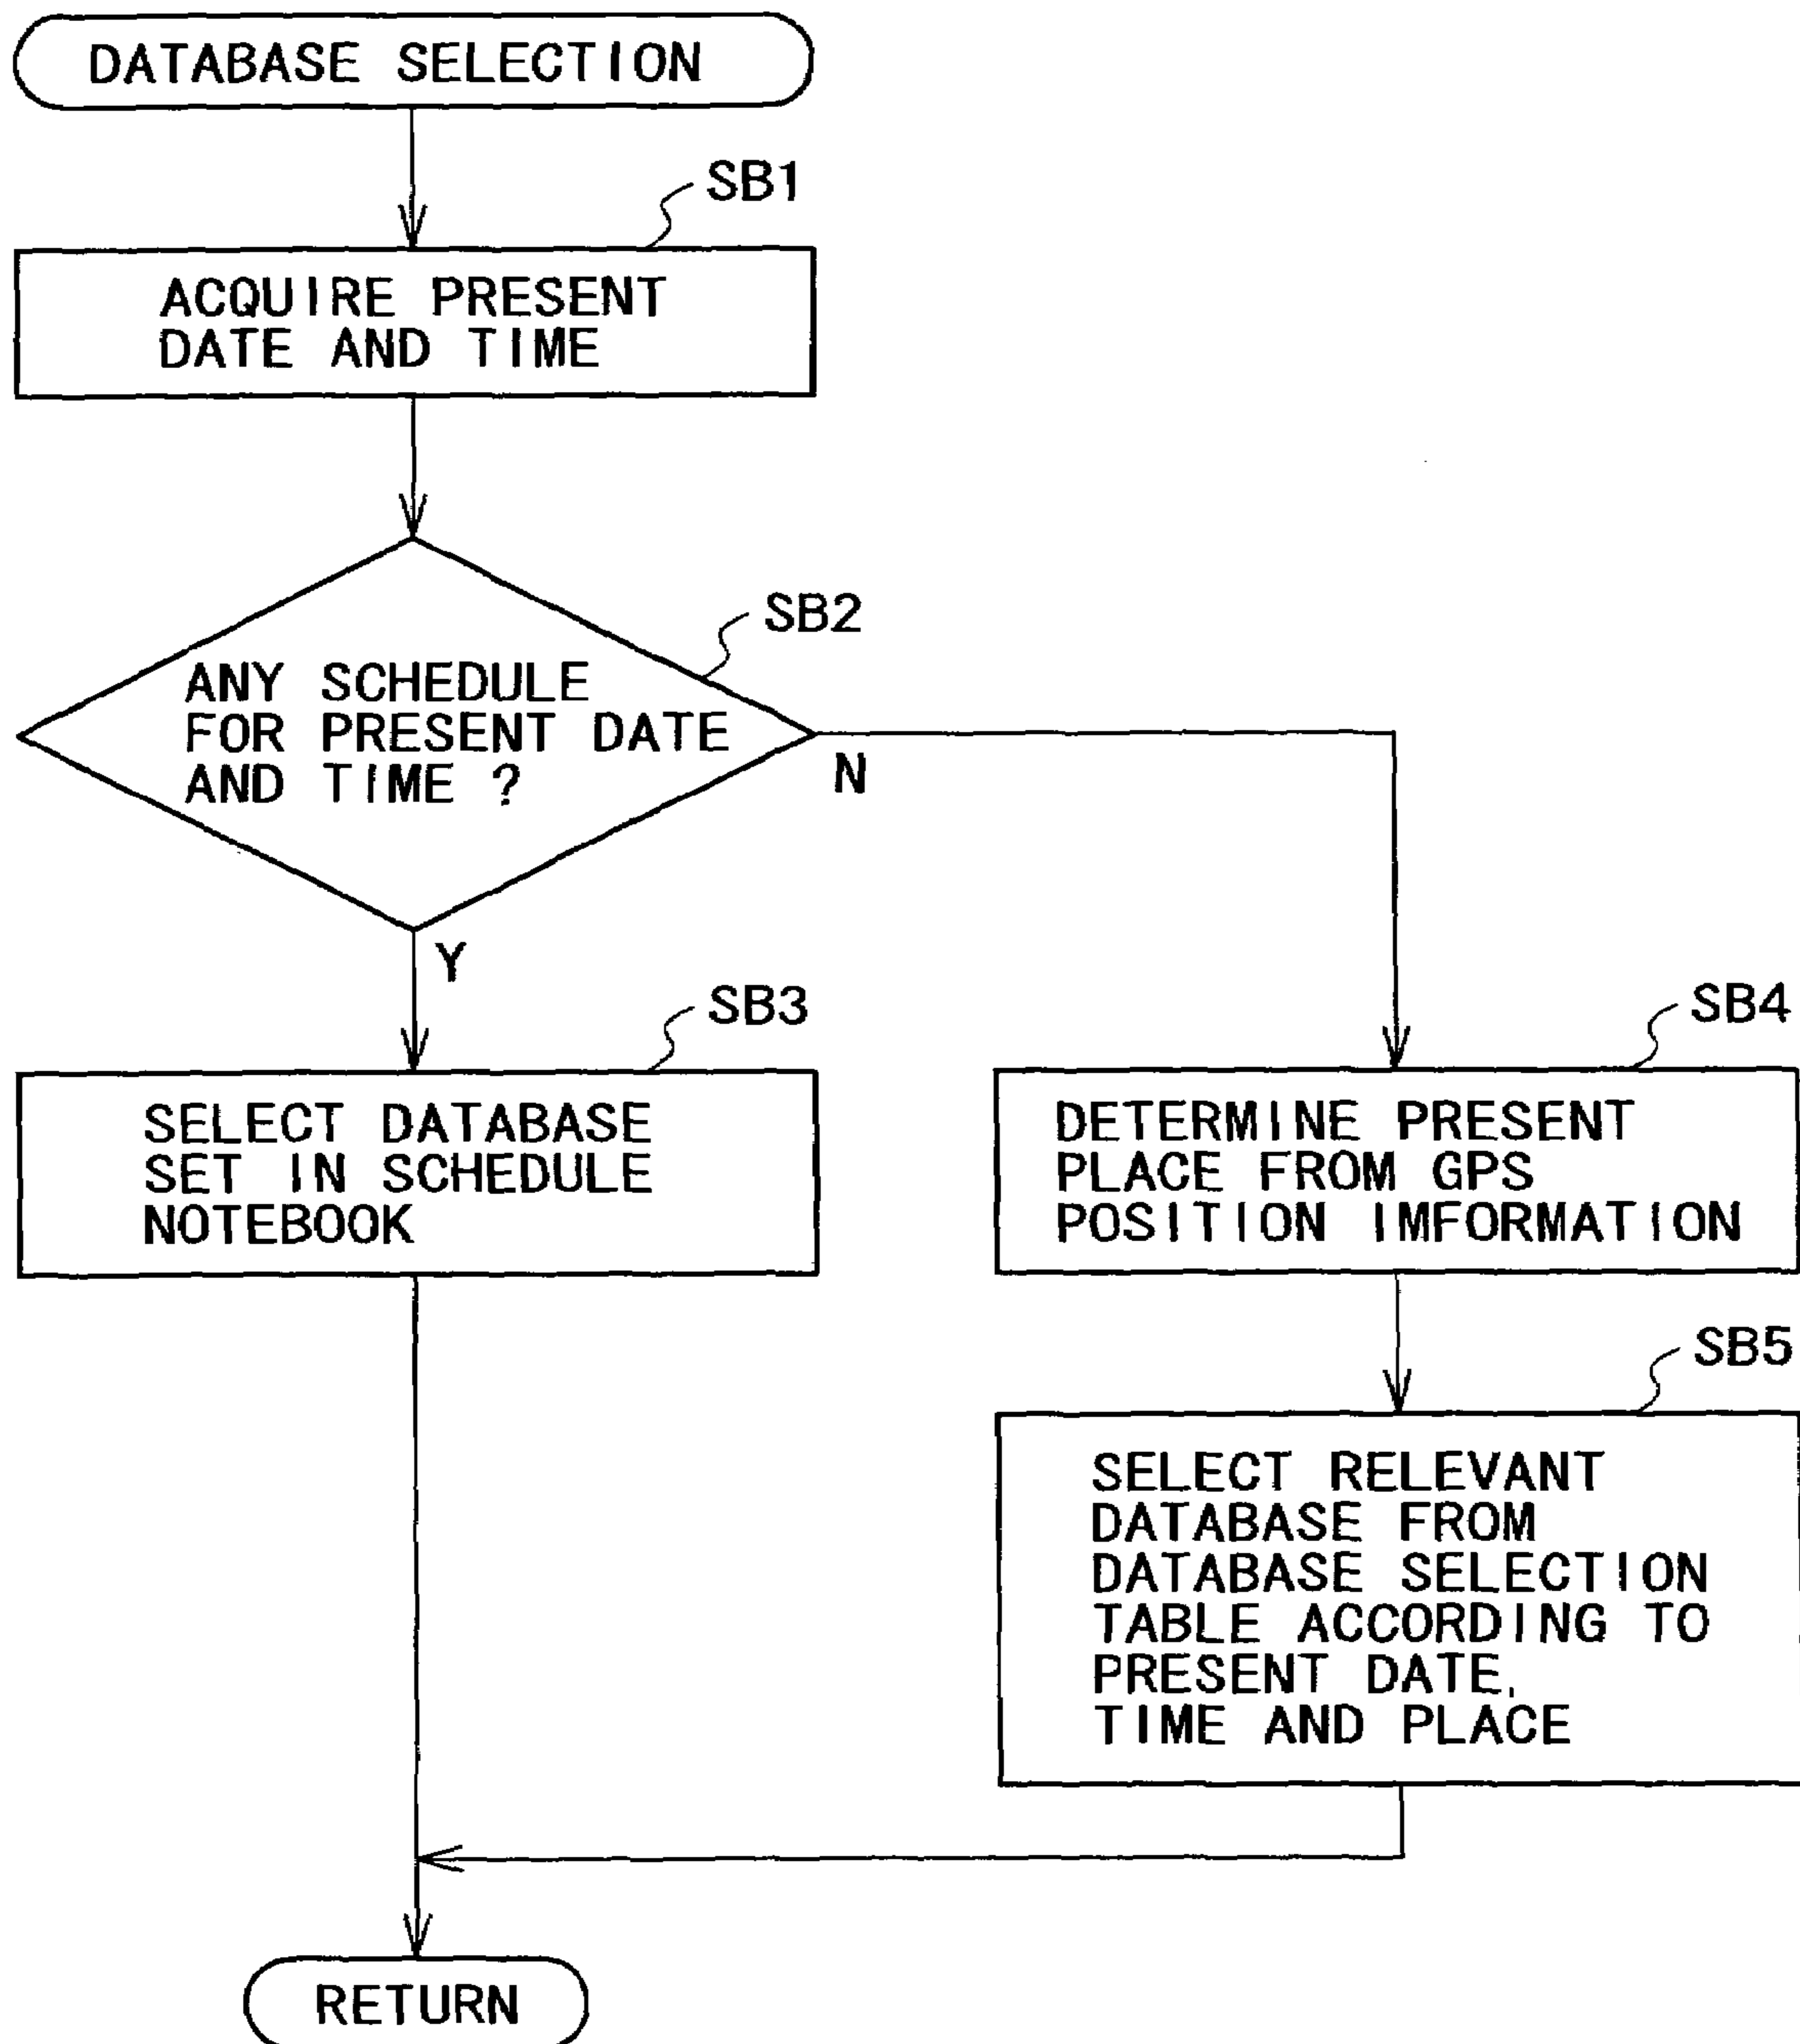 DATABASE SELECTION
SB1
ACQUIRE PRESENT
DATE AND TIME
SB2
ANY SCHEDULE
FOR PRESENT DATE
AND TIME ?
N
Y
SB3
SELECT DATABASE
SET IN SCHEDULE
NOTEBOOK
SB4
DETERMINE PRESENT
PLACE FROM GPS
POSITION IMFORMATION
SB5
SELECT RELEVANT
DATABASE FROM
DATABASE SELECTION
TABLE ACCORDING TO
PRESENT DATE,
TIME AND PLACE
RETURN